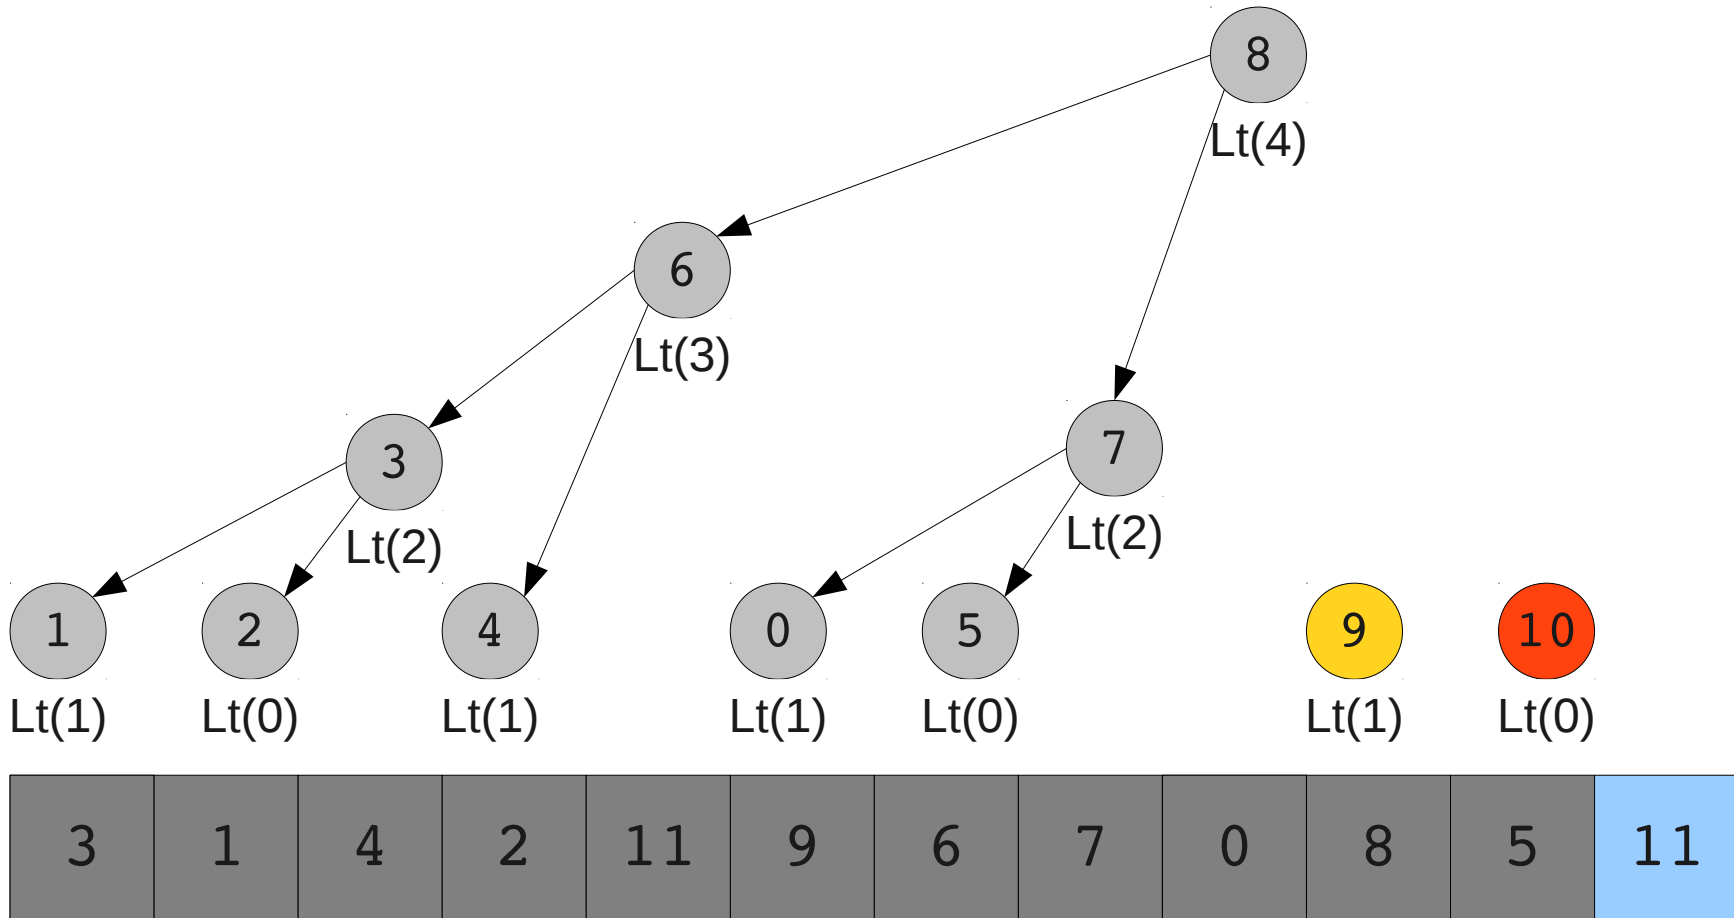 8
Lt(4)
6
Lt(3)
7
3
Lt(2)
Lt(2)
1 2 4 0 5 9 10
Lt(1) Lt(0) Lt(1) Lt(1) Lt(0) Lt(1) Lt(0)
3 1 4 2 11 9 6 7 0 8 5 11